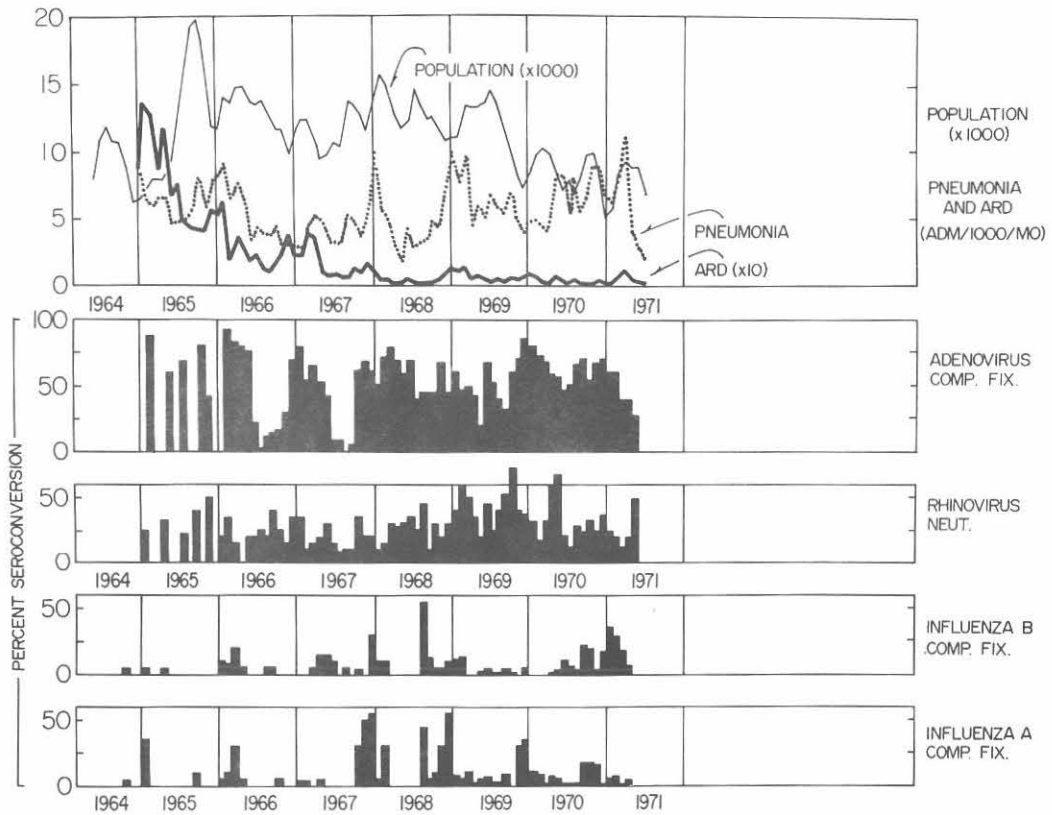 20
15
10
5
0
POPULATION (x1000)
PNEUMONIA
ARD (x10)
POPULATION
(x1000)
PNEUMONIA
AND ARD
(ADM/1000/MO)
1964 1965 1966 1967 1968 1969 1970 1971
PERCENT SEROCONVERSION
100
50
0
ADENOVIRUS
COMP. FIX.
50
0
RHINOVIRUS
NEUT.
1964 1965 1966 1967 1968 1969 1970 1971
50
0
INFLUENZA B
.COMP. FIX.
50
0
INFLUENZA A
COMP. FIX.
1964 1965 1966 1967 1968 1969 1970 1971